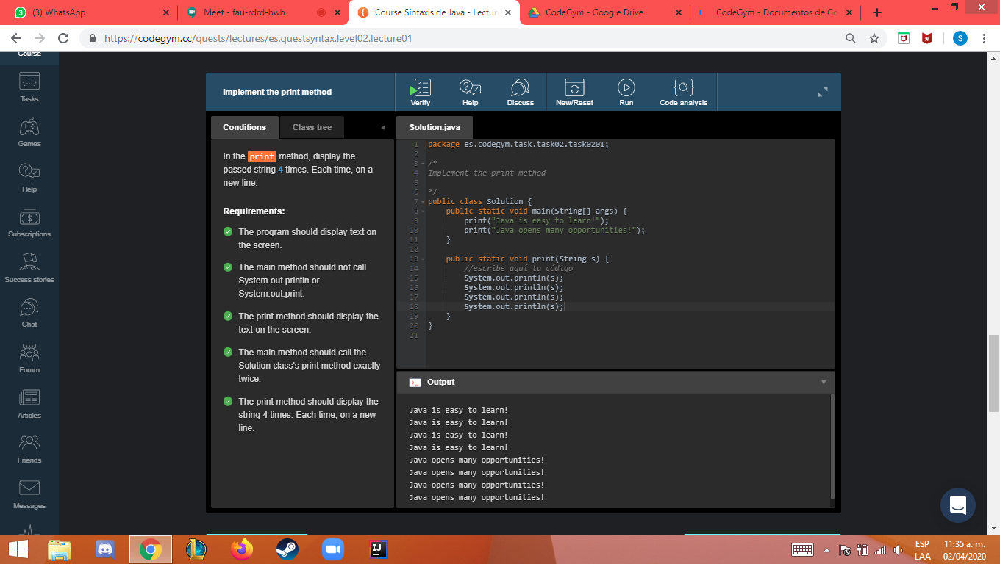 3 (3) WhatsApp
Meet - fau-rdrd-bwb
Course Sintaxis de Java - Lectur
CodeGym - Google Drive
CodeGym - Documentos de Go
https://codegym.cc/quests/lectures/es.questsyntax.level02.lecture01
S
Course
Tasks
Games
Help
Subscriptions
Success stories
Chat
Forum
Articles
Friends
Messages
Implement the print method
Verify
Help
Discuss
New/Reset
Run
Code analysis
Conditions
Class tree
In the print method, display the
passed string 4 times. Each time, on a
new line.
Requirements:
The program should display text on
the screen.
The main method should not call
System.out.println or
System.out.print.
The print method should display the
text on the screen.
The main method should call the
Solution class's print method exactly
twice.
The print method should display the
string 4 times. Each time, on a new
line.
Solution.java
1 package es.codegym.task.task02.task0201;
2
3 /*
4 Implement the print method
5
6 */
7 public class Solution {
8 public static void main(String[] args) {
9 print("Java is easy to learn!");
10 print("Java opens many opportunities!");
11 }
12
13 public static void print(String s) {
14 //escribe aquí tu código
15 System.out.println(s);
16 System.out.println(s);
17 System.out.println(s);
18 System.out.println(s);
19 }
20 }
21
Output
Java is easy to learn!
Java is easy to learn!
Java is easy to learn!
Java is easy to learn!
Java opens many opportunities!
Java opens many opportunities!
Java opens many opportunities!
Java opens many opportunities!
IJ
ESP
LAA
11:35 a. m.
02/04/2020